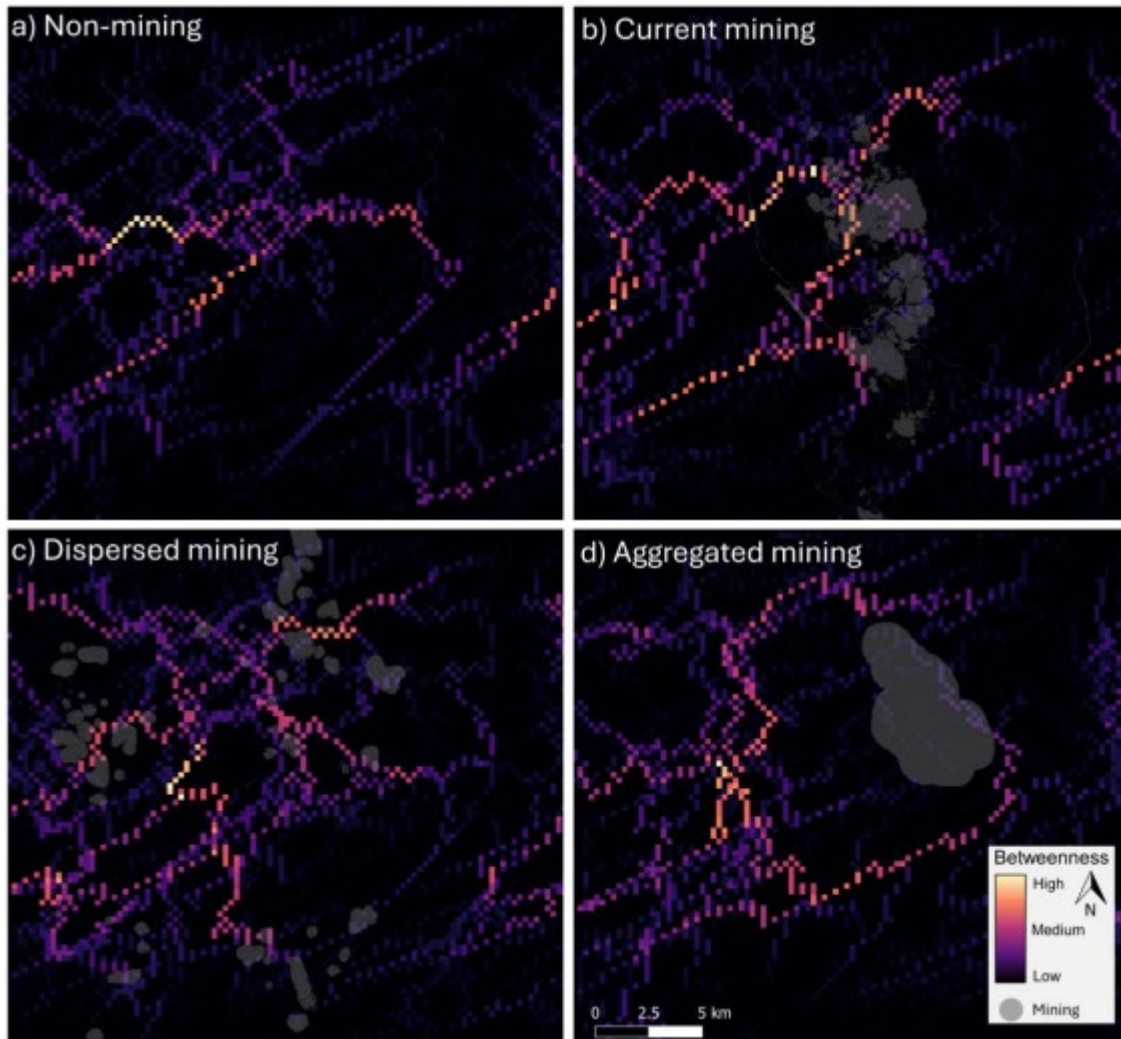 a) Non-mining
b) Current mining
c) Dispersed mining
d) Aggregated mining
Betweenness
High
N
Medium
Low
Mining
0 2.5 5 km